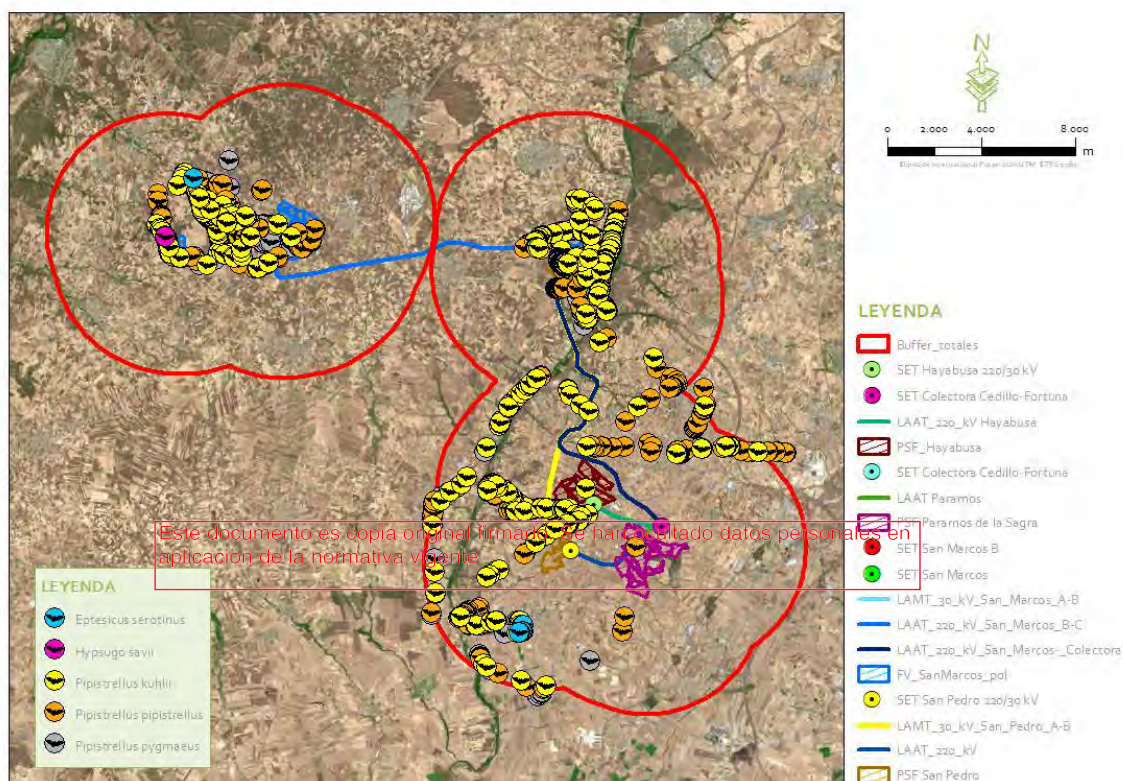 N
0 2.000 4.000 8.000
m
LEYENDA
Buffer_totales
SET Hayabusa 220/30 kV
SET Colectora Cedillo-Fortuna
LAAT_220_kV Hayabusa
PSF_Hayabusa
SET Colectora Cedillo-Fortuna
LAAT Paramos
PSF Paramos de la Sagra
SET San Marcos B
SET San Marcos
LAMT_30_kV_San_Marcos_A-B
LAAT_220_kV_San_Marcos_B-C
LAAT_220_kV_San_Marcos-_Colectora
FV_SanMarcos_pol
SET San Pedro 220/30 kV
LAMT_30_kV_San_Pedro_A-B
LAAT_220_kV
PSF San Pedro
Este documento es copia original firmado. Se han ocultado datos personales en
aplicación de la normativa vigente
LEYENDA
Eptesicus serotinus
Hypsugo savii
Pipistrellus kuhlii
Pipistrellus pipistrellus
Pipistrellus pygmaeus